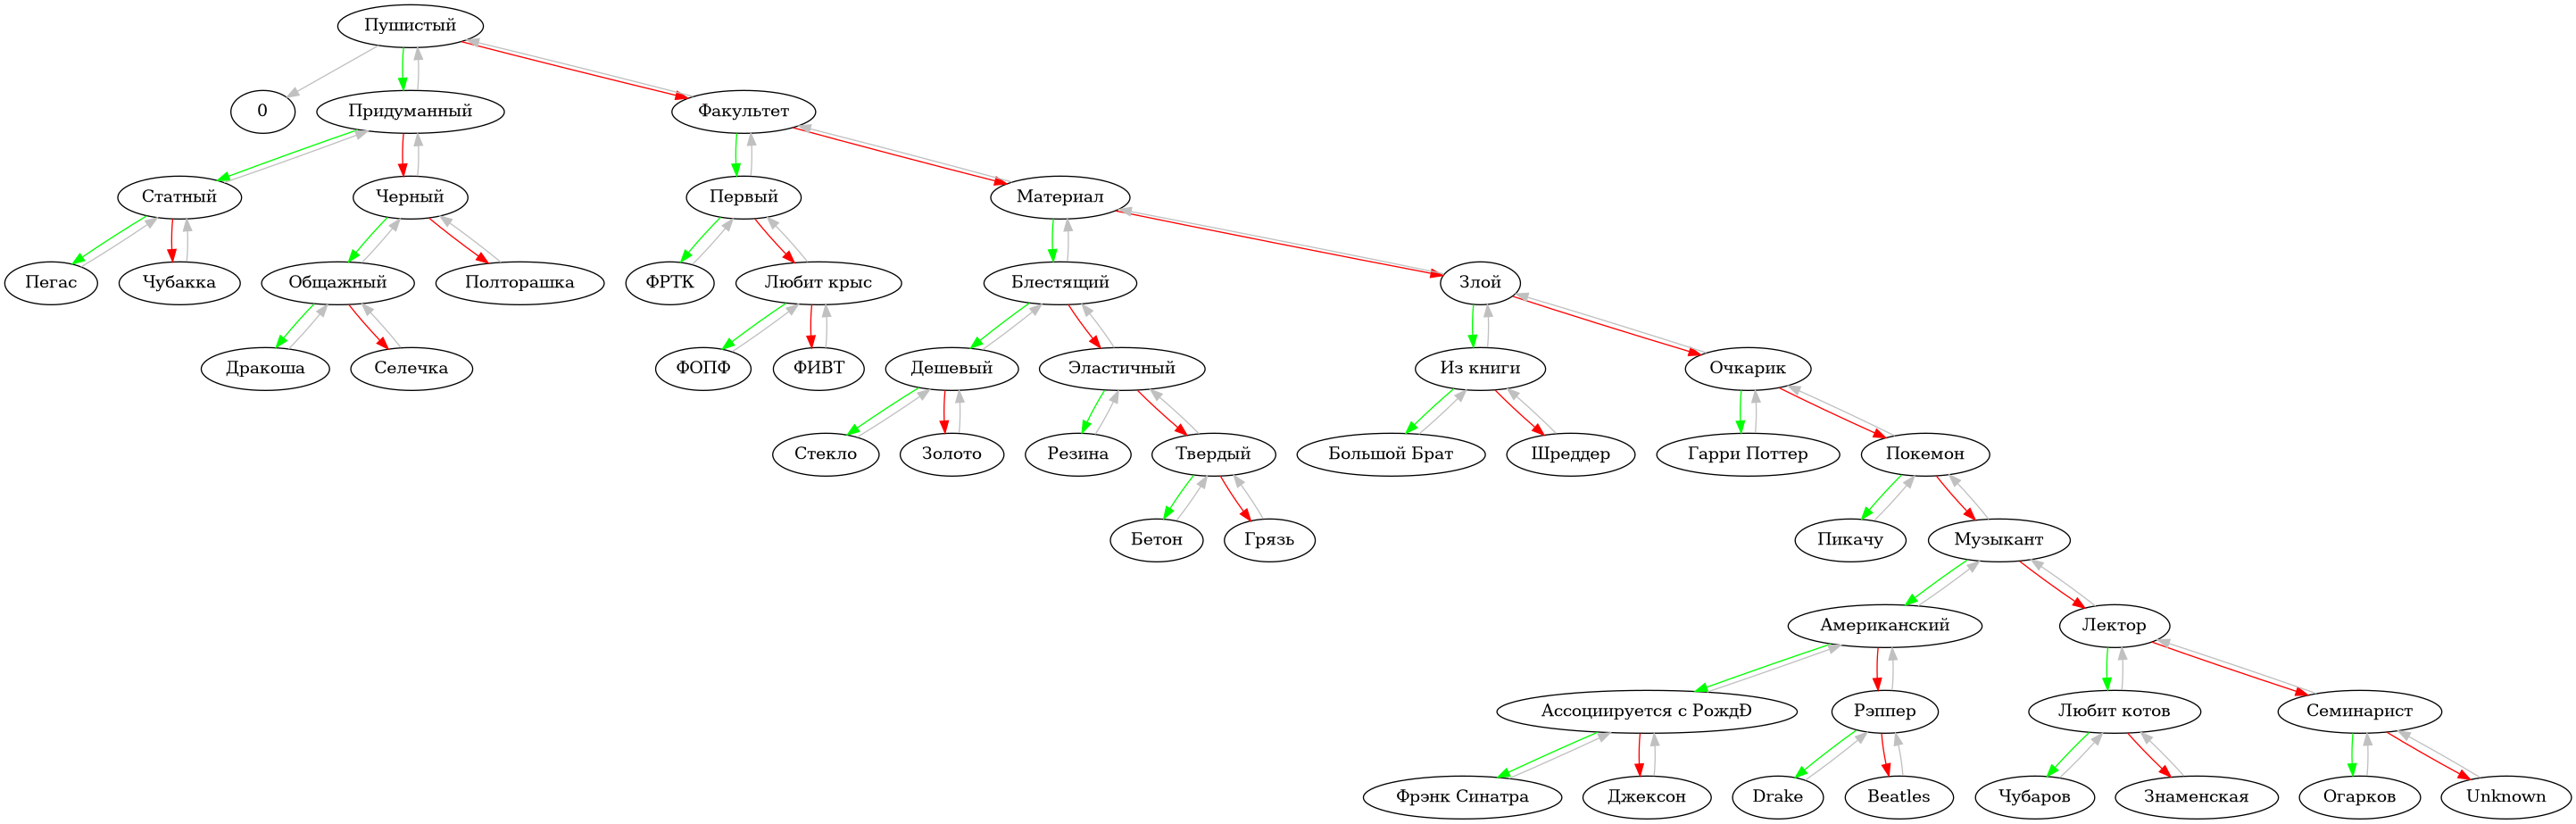 Пушистый
0
Придуманный
Факультет
Статный
Черный
Первый
Материал
Пегас
Чубакка
Общажный
Полторашка
ФРТК
Любит крыс
Блестящий
Злой
Дракоша
Селечка
ФОПФ
ФИВТ
Дешевый
Эластичный
Из книги
Очкарик
Стекло
Золото
Резина
Твердый
Большой Брат
Шреддер
Гарри Поттер
Покемон
Бетон
Грязь
Пикачу
Музыкант
Американский
Лектор
Ассоциируется с РождÐ
Рэппер
Любит котов
Семинарист
Фрэнк Синатра
Джексон
Drake
Beatles
Чубаров
Знаменская
Огарков
Unknown